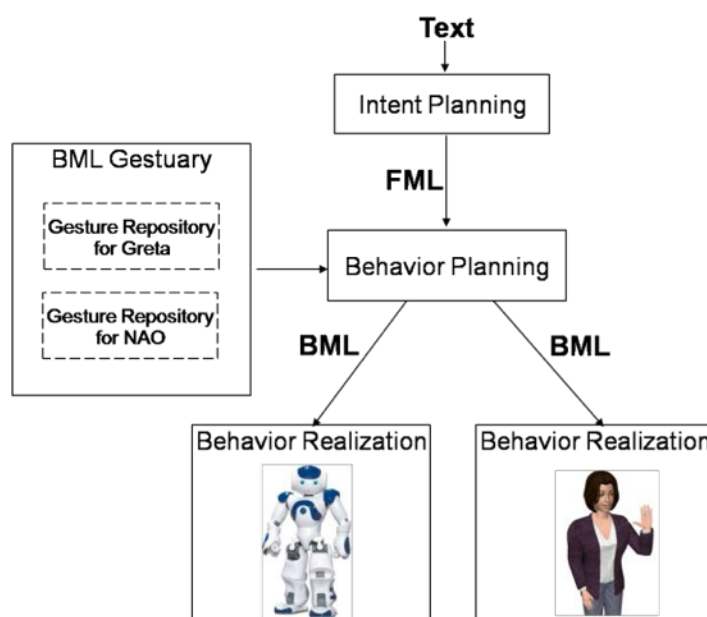 Text
Intent Planning
FML
BML Gestuary
Gesture Repository
for Greta
Gesture Repository
for NAO
Behavior Planning
BML
BML
Behavior Realization
Behavior Realization